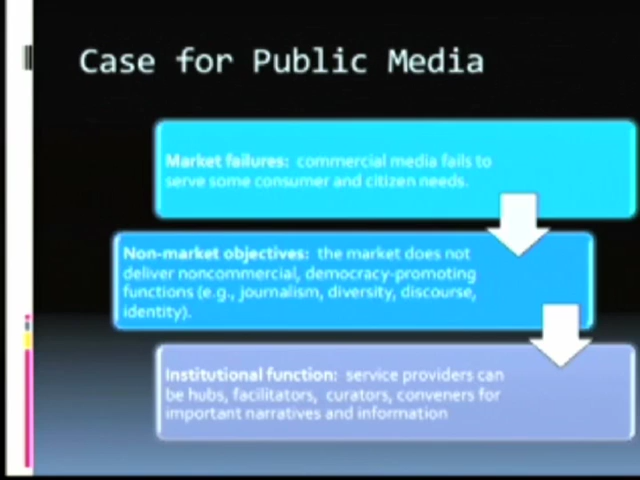 Case for Public Media
Market failures: commercial media fails to
serve some consumer and citizen needs.
Non-market objectives: the market does not
deliver noncommercial, democracy-promoting
functions (e.g., journalism, diversity, discourse,
identity).
Institutional function: service providers can
be hubs, facilitators, curators, conveners for
important narratives and information